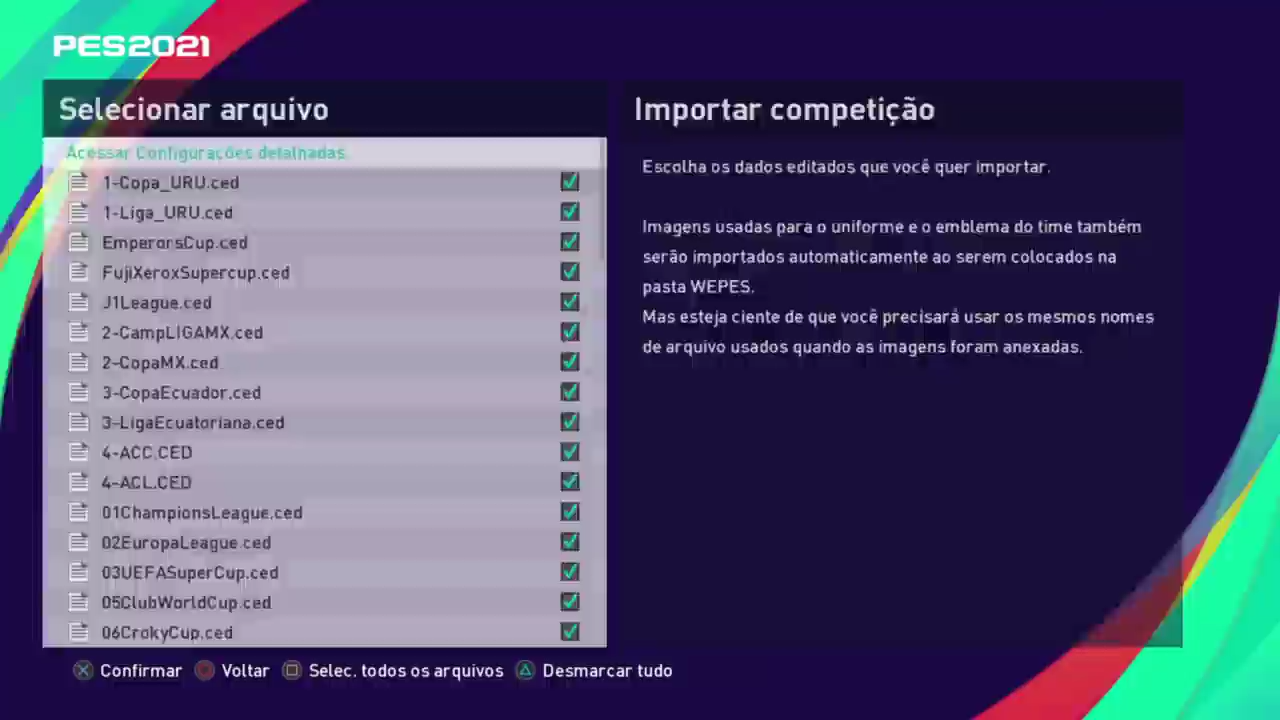 PES2021
Selecionar arquivo
Acessar Configurações detalhadas
1-Copa_URU.ced
1-Liga_URU.ced
EmperorsCup.ced
FujiXeroxSupercup.ced
J1League.ced
2-CampLIGAMX.ced
2-CopaMX.ced
3-CopaEcuador.ced
3-LigaEcuatoriana.ced
4-ACC.CED
4-ACL.CED
01ChampionsLeague.ced
02EuropaLeague.ced
03UEFASuperCup.ced
05ClubWorldCup.ced
06CrokyCup.ced
Importar competição
Escolha os dados editados que você quer importar.
Imagens usadas para o uniforme e o emblema do time também
serão importados automaticamente ao serem colocados na
pasta WEPES.
Mas esteja ciente de que você precisará usar os mesmos nomes
de arquivo usados quando as imagens foram anexadas.
Confirmar Voltar Selec. todos os arquivos Desmarcar tudo